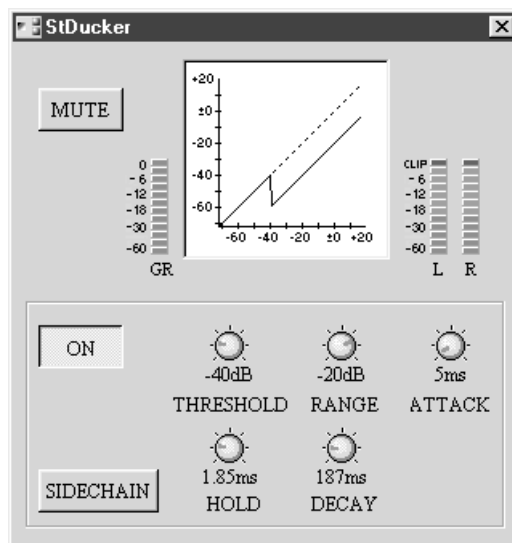 StDucker
MUTE
+20
±0
-20
-40
-60
-60 -40 -20 ±0 +20
0
-6
-12
-18
-30
-60
GR
CLIP
-6
-12
-18
-30
-60
L R
ON
-40dB -20dB 5ms
THRESHOLD RANGE ATTACK
1.85ms 187ms
SIDECHAIN HOLD DECAY